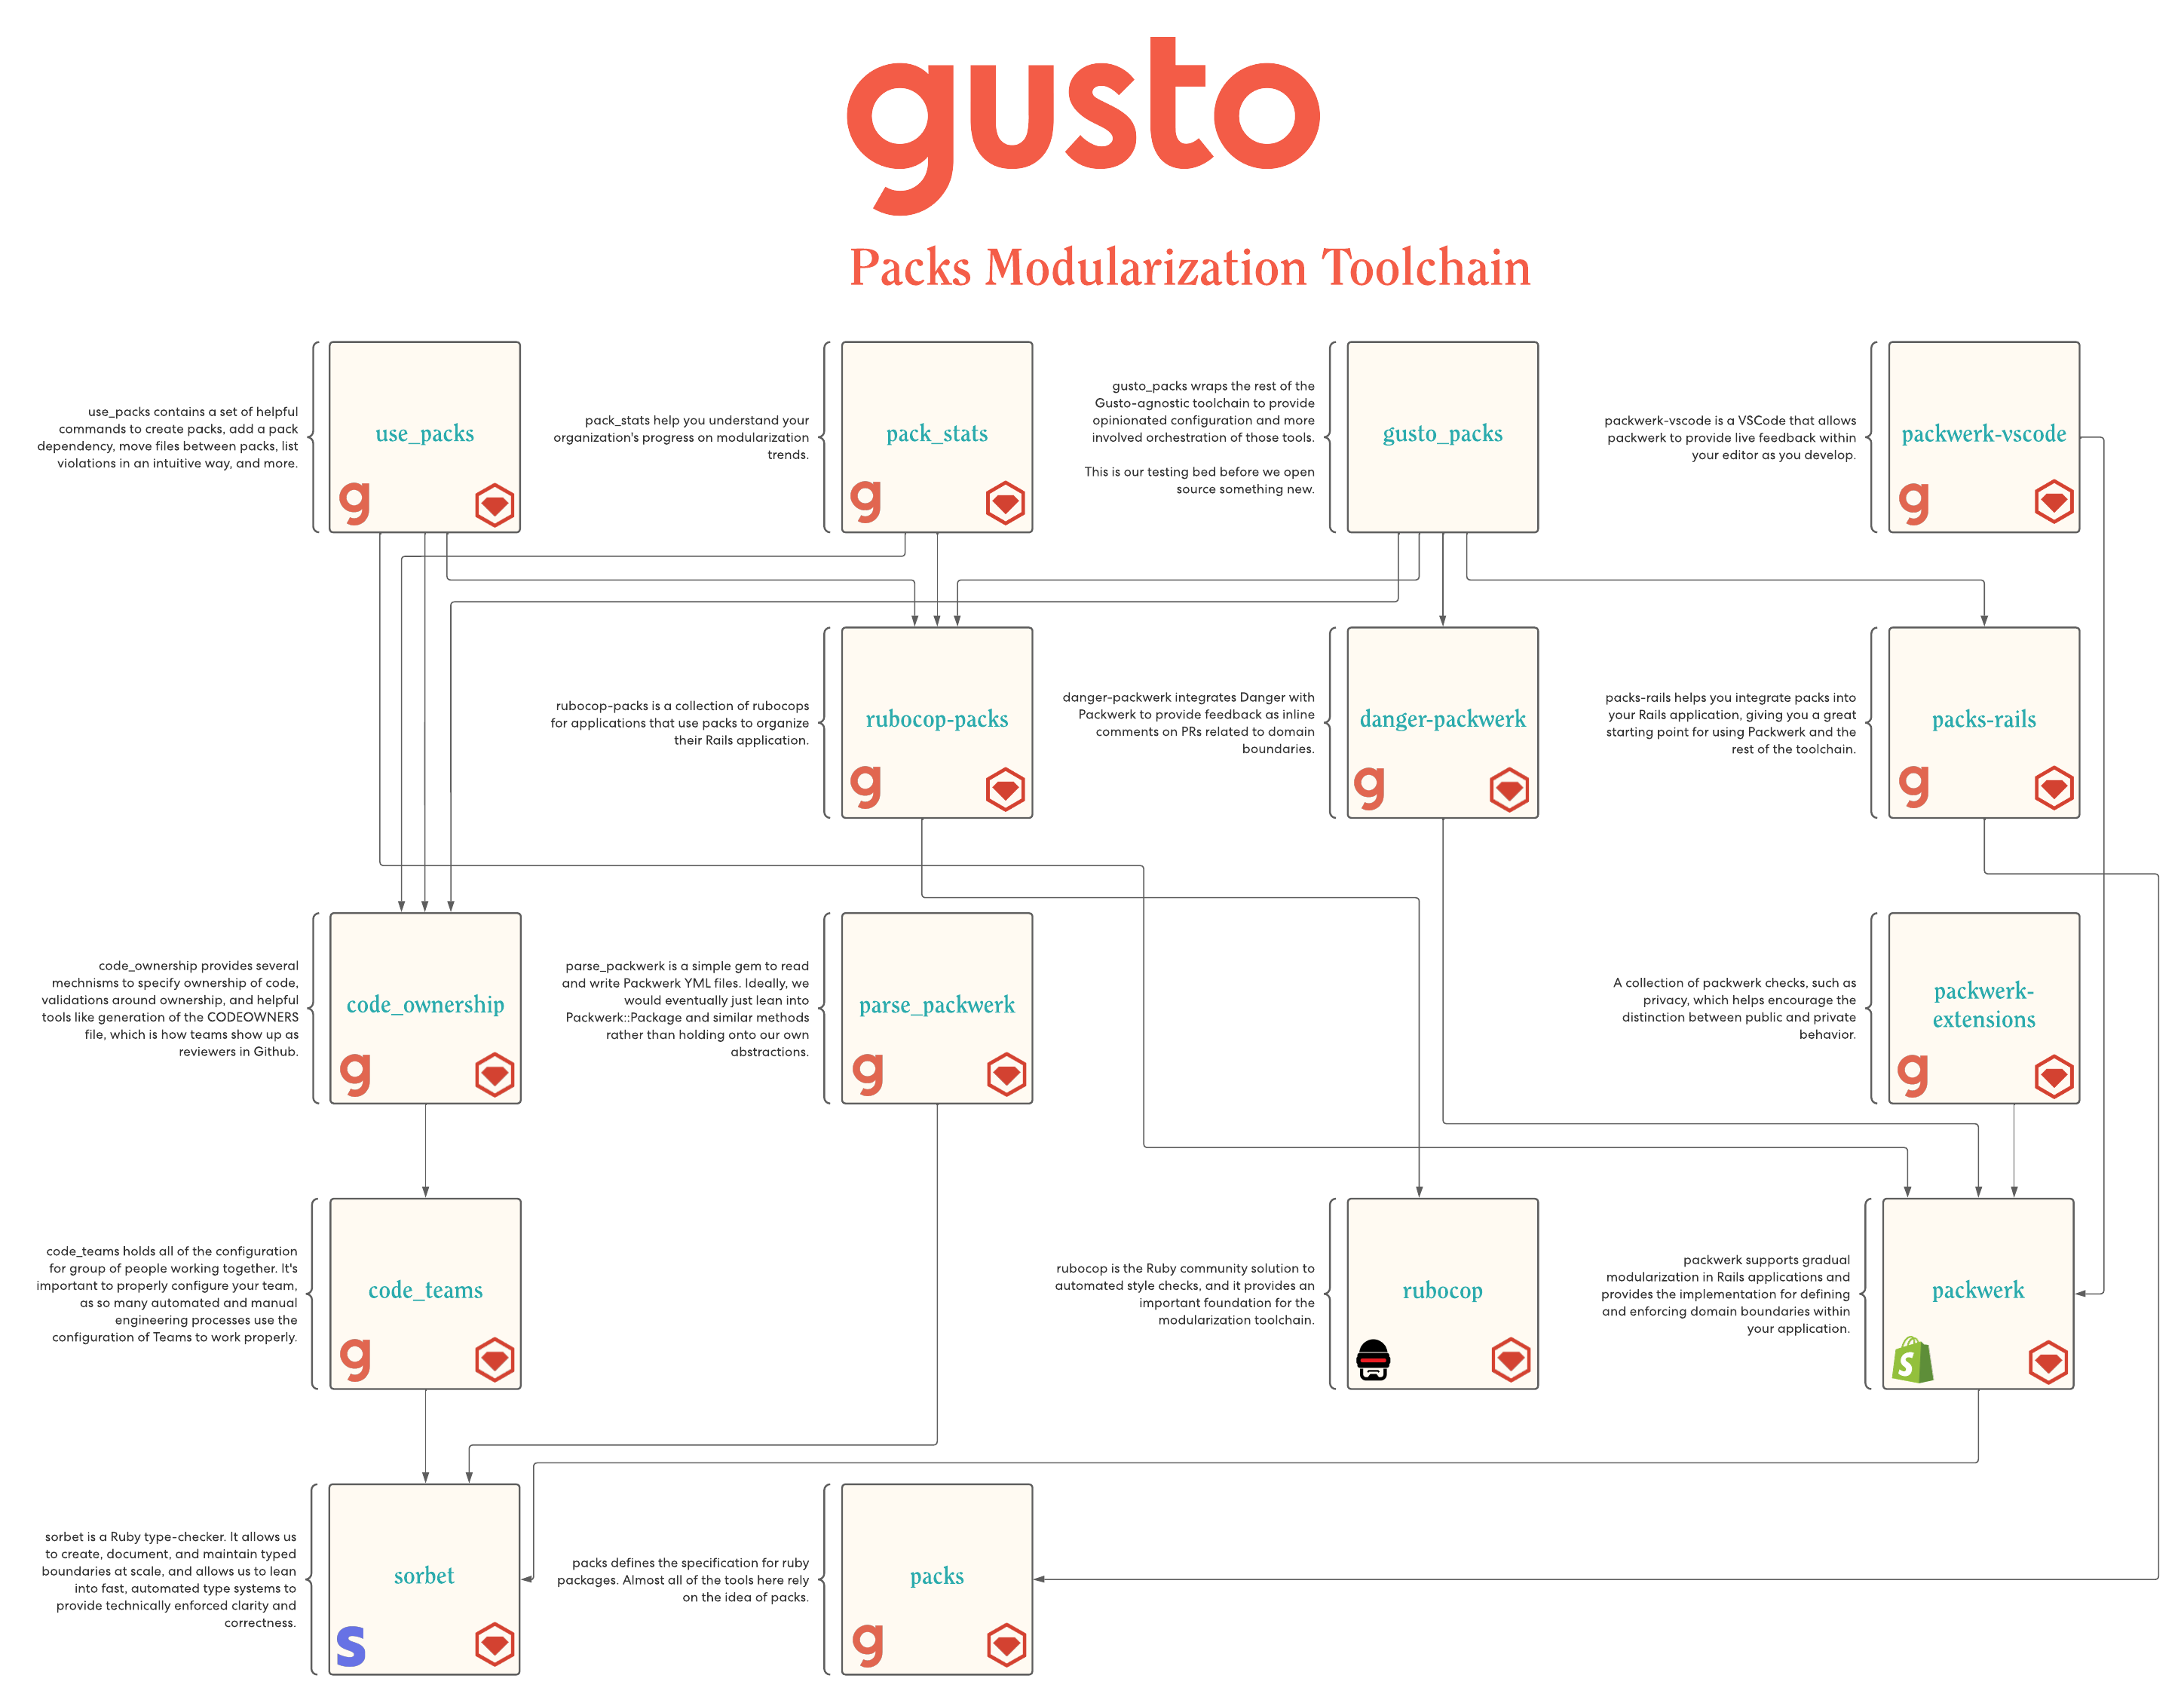 gusto
Packs Modularization Toolchain
use_packs contains a set of helpful
commands to create packs, add a pack
dependency, move files between packs, list
violations in an intuitive way, and more.
use_packs
g
pack_stats help you understand your
organization's progress on modularization
trends.
pack_stats
g
gusto_packs wraps the rest of the
Gusto-agnostic toolchain to provide
opinionated configuration and more
involved orchestration of those tools.
This is our testing bed before we open
source something new.
gusto_packs
packwerk-vscode is a VSCode that allows
packwerk to provide live feedback within
your editor as you develop.
packwerk-vscode
g
rubocop-packs is a collection of rubocops
for applications that use packs to organize
their Rails application.
rubocop-packs
g
danger-packwerk integrates Danger with
Packwerk to provide feedback as inline
comments on PRs related to domain
boundaries.
danger-packwerk
g
packs-rails helps you integrate packs into
your Rails application, giving you a great
starting point for using Packwerk and the
rest of the toolchain.
packs-rails
g
code_ownership provides several
mechnisms to specify ownership of code,
validations around ownership, and helpful
tools like generation of the CODEOWNERS
file, which is how teams show up as
reviewers in Github.
code_ownership
g
parse_packwerk is a simple gem to read
and write Packwerk YML files. Ideally, we
would eventually just lean into
Packwerk::Package and similar methods
rather than holding onto our own
abstractions.
parse_packwerk
g
A collection of packwerk checks, such as
privacy, which helps encourage the
distinction between public and private
behavior.
packwerk-
extensions
g
code_teams holds all of the configuration
for group of people working together. It's
important to properly configure your team,
as so many automated and manual
engineering processes use the
configuration of Teams to work properly.
code_teams
g
rubocop is the Ruby community solution to
automated style checks, and it provides an
important foundation for the
modularization toolchain.
rubocop
packwerk supports gradual
modularization in Rails applications and
provides the implementation for defining
and enforcing domain boundaries within
your application.
packwerk
S
sorbet is a Ruby type-checker. It allows us
to create, document, and maintain typed
boundaries at scale, and allows us to lean
into fast, automated type systems to
provide technically enforced clarity and
correctness.
sorbet
S
packs defines the specification for ruby
packages. Almost all of the tools here rely
on the idea of packs.
packs
g